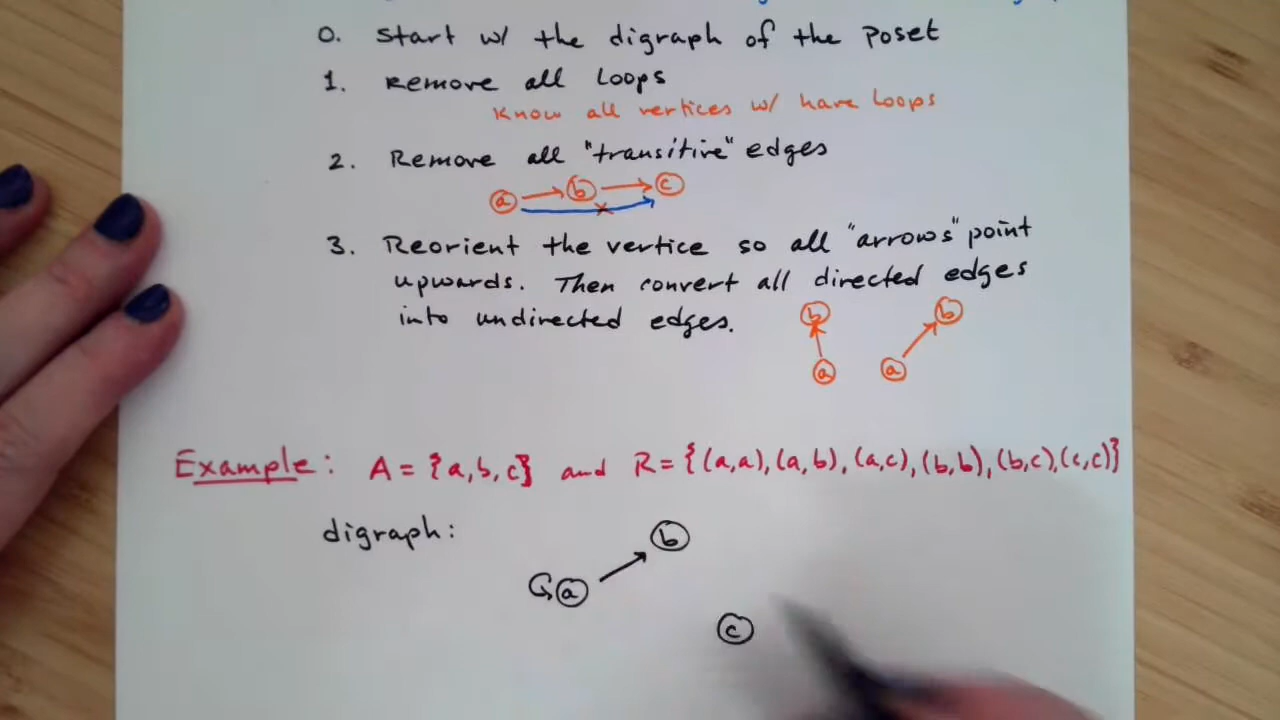 0. Start w/ the digraph of the poset
1. Remove all loops
Know all vertices w/ have loops
2. Remove all "transitive" edges
a b c
3. Reorient the vertice so all "arrows" point
upwards. Then convert all directed edges
into undirected edges.
b b
a a
Example: A = {a,b,c} and R = {(a,a),(a,b),(a,c),(b,b),(b,c),(c,c)}
digraph:
b
a
c